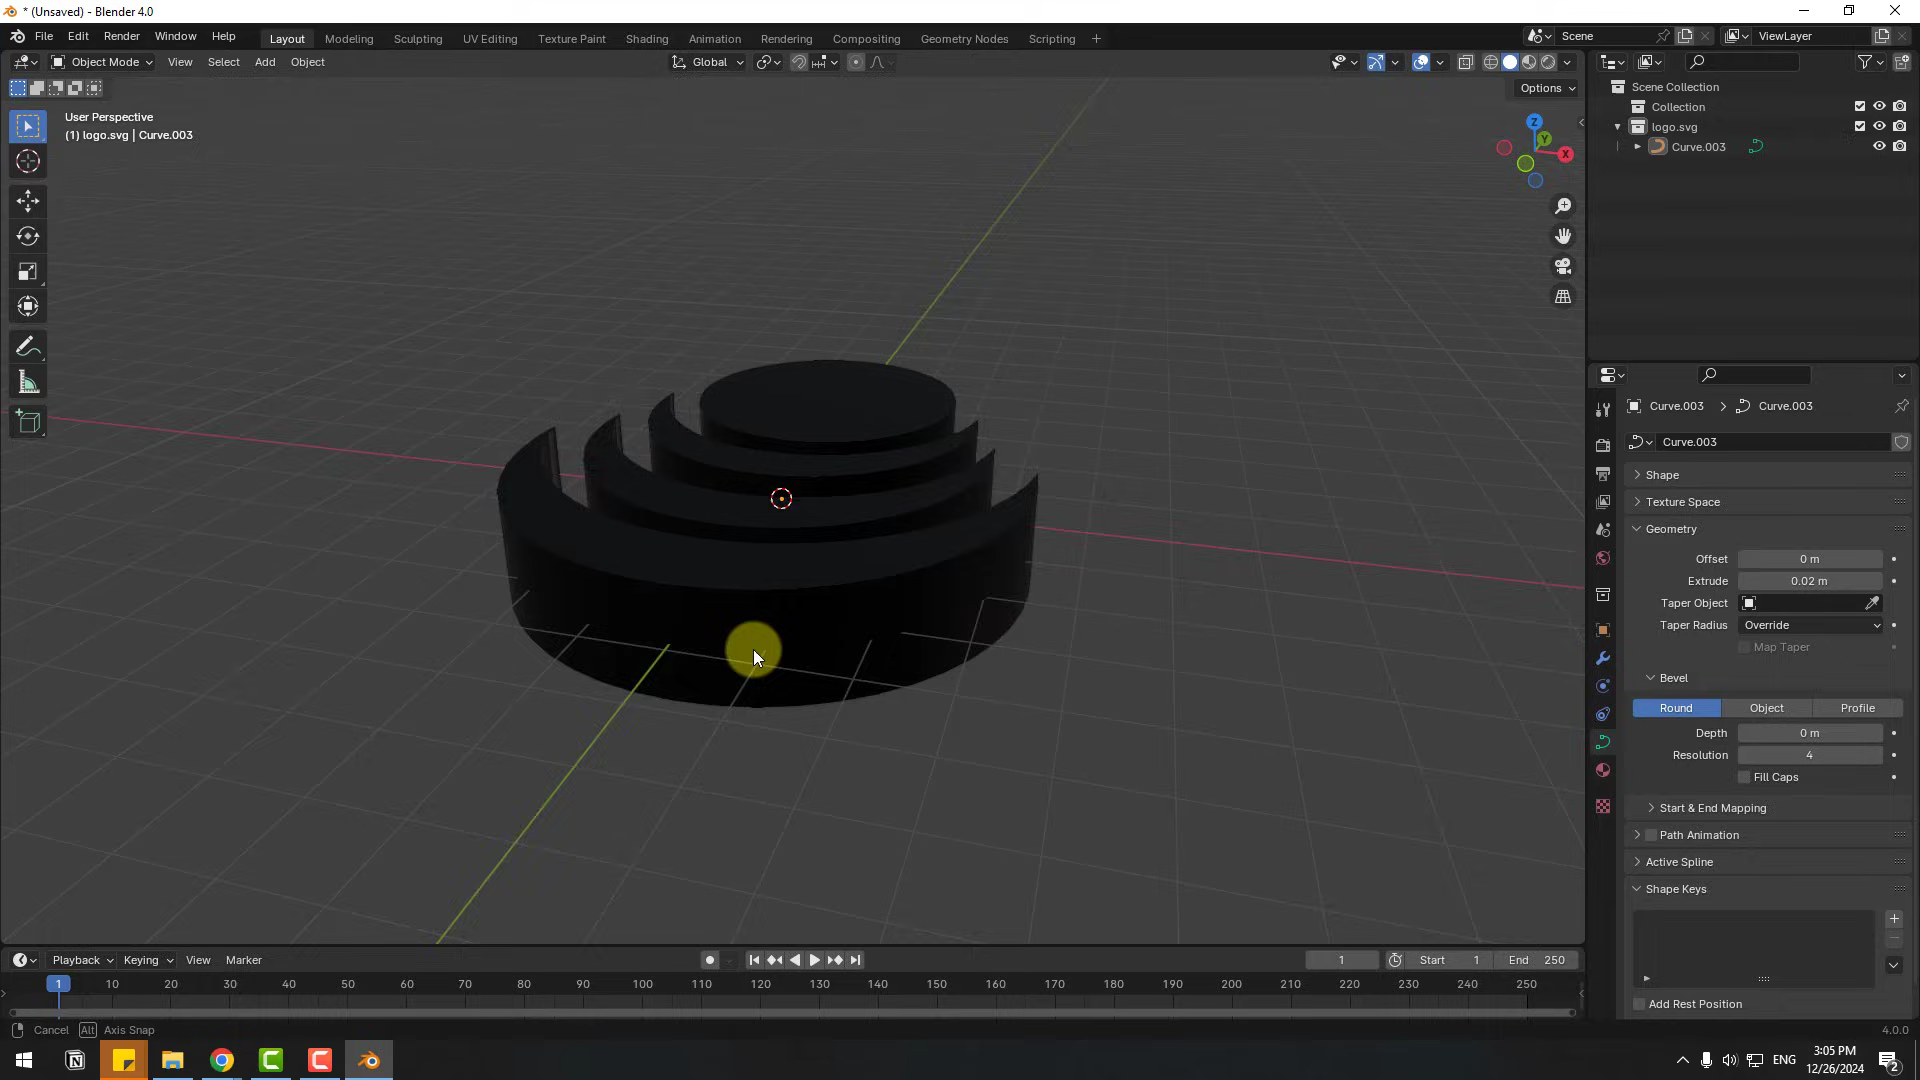 * (Unsaved) - Blender 4.0
File Edit Render Window Help
Layout Modeling Sculpting UV Editing Texture Paint Shading Animation Rendering Compositing Geometry Nodes Scripting +
Scene
ViewLayer
Object Mode View Select Add Object
Global
Options
User Perspective
(1) logo.svg | Curve.003
Z
Y
X
Scene Collection
Collection
logo.svg
Curve.003
Curve.003 > Curve.003
Curve.003
Shape
Texture Space
Geometry
Offset 0 m
Extrude 0.02 m
Taper Object
Taper Radius Override
Map Taper
Bevel
Round Object Profile
Depth 0 m
Resolution 4
Fill Caps
Start & End Mapping
Path Animation
Active Spline
Shape Keys
Add Rest Position
Playback Keying View Marker
1
Start 1
End 250
1 10 20 30 40 50 60 70 80 90 100 110 120 130 140 150 160 170 180 190 200 210 220 230 240 250
Cancel Alt Axis Snap
4.0.0
ENG
3:05 PM
12/26/2024
2